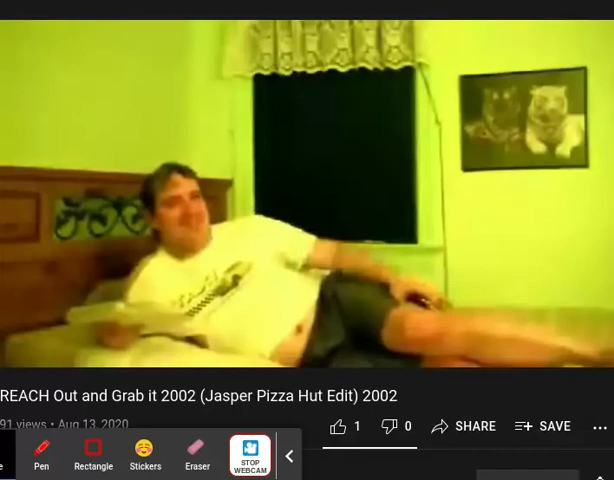 REACH Out and Grab it 2002 (Jasper Pizza Hut Edit) 2002
91 views • Aug 13, 2020
1
0
SHARE
SAVE
e
Pen
Rectangle
Stickers
Eraser
STOP
WEBCAM